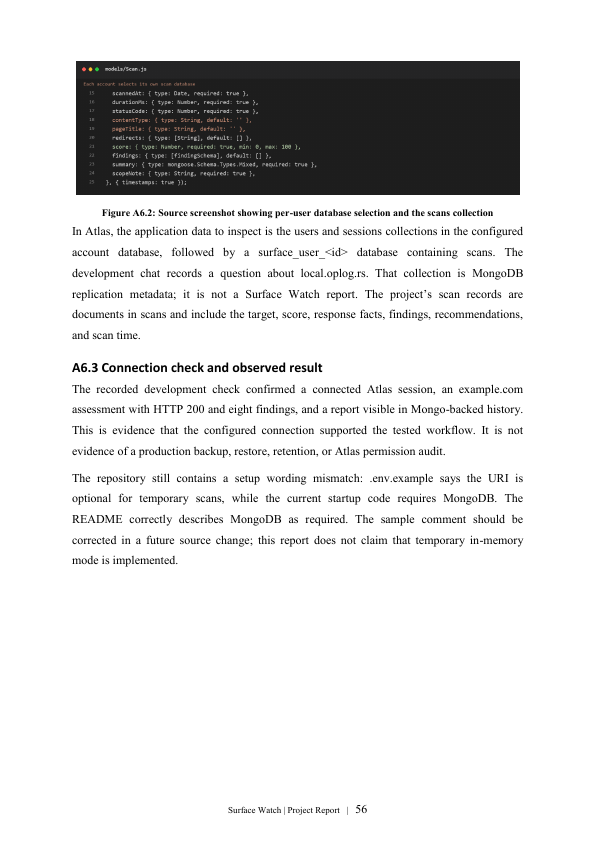 models/Scan.js
Each account selects its own scan database
15 scannedAt: { type: Date, required: true },
16 durationMs: { type: Number, required: true },
17 statusCode: { type: Number, required: true },
18 contentType: { type: String, default: '' },
19 pageTitle: { type: String, default: '' },
20 redirects: { type: [String], default: [] },
21 score: { type: Number, required: true, min: 0, max: 100 },
22 findings: { type: [findingSchema], default: [] },
23 summary: { type: mongoose.Schema.Types.Mixed, required: true },
24 scopeNote: { type: String, required: true },
25 }, { timestamps: true });
Figure A6.2: Source screenshot showing per-user database selection and the scans collection
In Atlas, the application data to inspect is the users and sessions collections in the configured
account database, followed by a surface_user_<id> database containing scans. The
development chat records a question about local.oplog.rs. That collection is MongoDB
replication metadata; it is not a Surface Watch report. The project’s scan records are
documents in scans and include the target, score, response facts, findings, recommendations,
and scan time.
A6.3 Connection check and observed result
The recorded development check confirmed a connected Atlas session, an example.com
assessment with HTTP 200 and eight findings, and a report visible in Mongo-backed history.
This is evidence that the configured connection supported the tested workflow. It is not
evidence of a production backup, restore, retention, or Atlas permission audit.
The repository still contains a setup wording mismatch: .env.example says the URI is
optional for temporary scans, while the current startup code requires MongoDB. The
README correctly describes MongoDB as required. The sample comment should be
corrected in a future source change; this report does not claim that temporary in-memory
mode is implemented.
Surface Watch | Project Report | 56